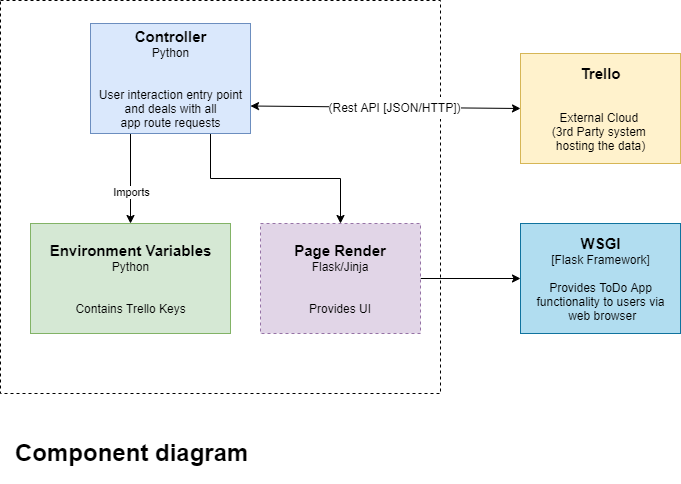 Controller
Python
User interaction entry point
and deals with all
app route requests
(Rest API [JSON/HTTP])
Trello
External Cloud
(3rd Party system
hosting the data)
Imports
Environment Variables
Python
Contains Trello Keys
Page Render
Flask/Jinja
Provides UI
WSGI
[Flask Framework]
Provides ToDo App
functionality to users via
web browser
Component diagram